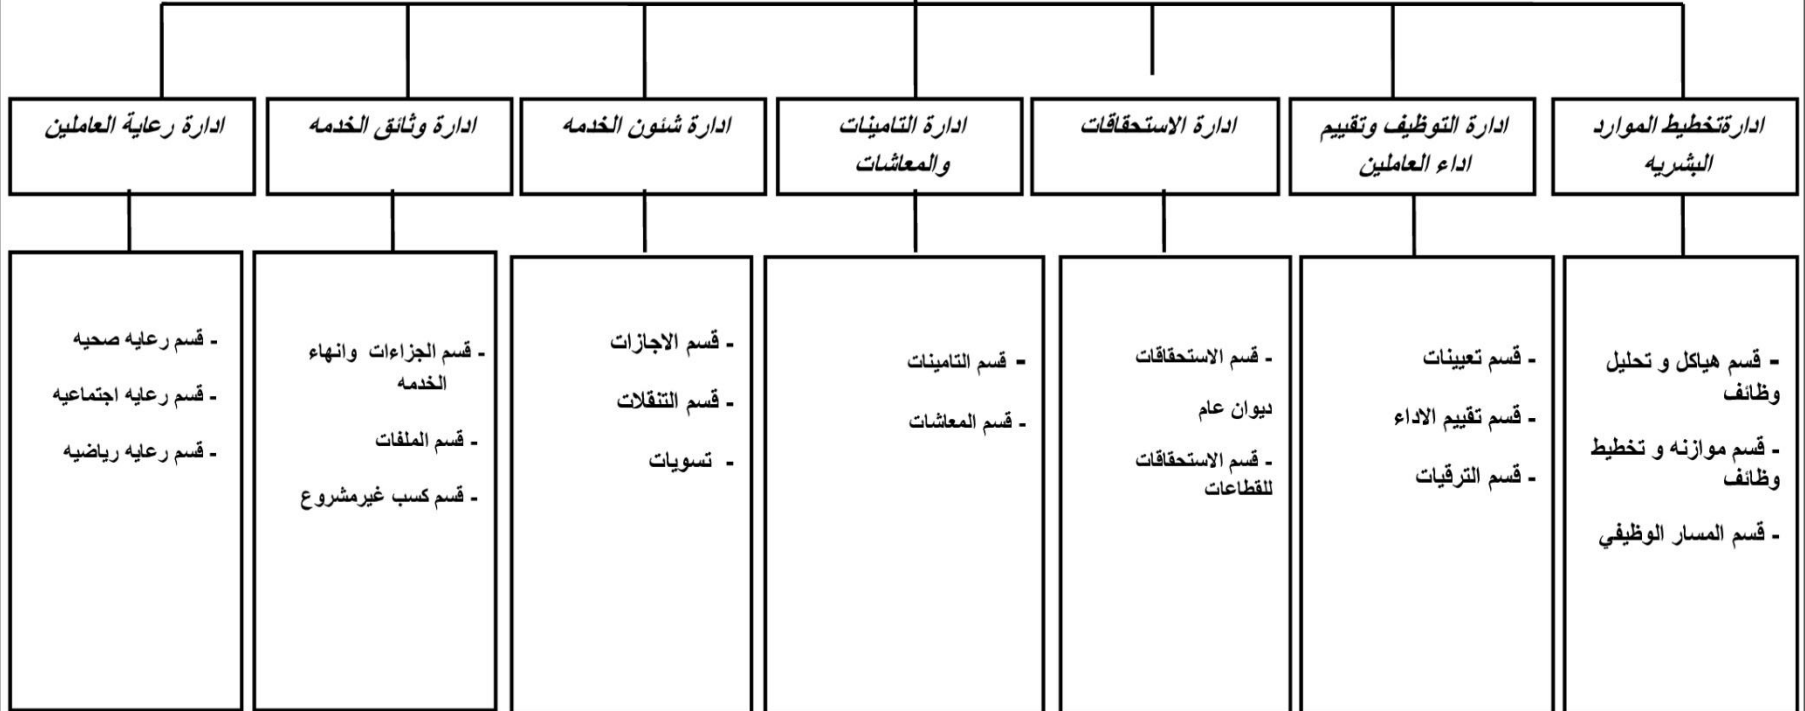 ادارةتخطيط الموارد
البشريه
ادارة التوظيف وتقييم
اداء العاملين
ادارة الاستحقاقات
ادارة التامينات
والمعاشات
ادارة شئون الخدمه
ادارة وثائق الخدمه
ادارة رعاية العاملين
- قسم هياكل و تحليل
وظائف
- قسم موازنه و تخطيط
وظائف
- قسم المسار الوظيفي
- قسم تعيينات
- قسم تقييم الاداء
- قسم الترقيات
- قسم الاستحقاقات
ديوان عام
- قسم الاستحقاقات
للقطاعات
- قسم التامينات
- قسم المعاشات
- قسم الاجازات
- قسم التنقلات
- تسويات
- قسم الجزاءات وانهاء
الخدمه
- قسم الملفات
- قسم كسب غيرمشروع
- قسم رعايه صحيه
- قسم رعايه اجتماعيه
- قسم رعايه رياضيه